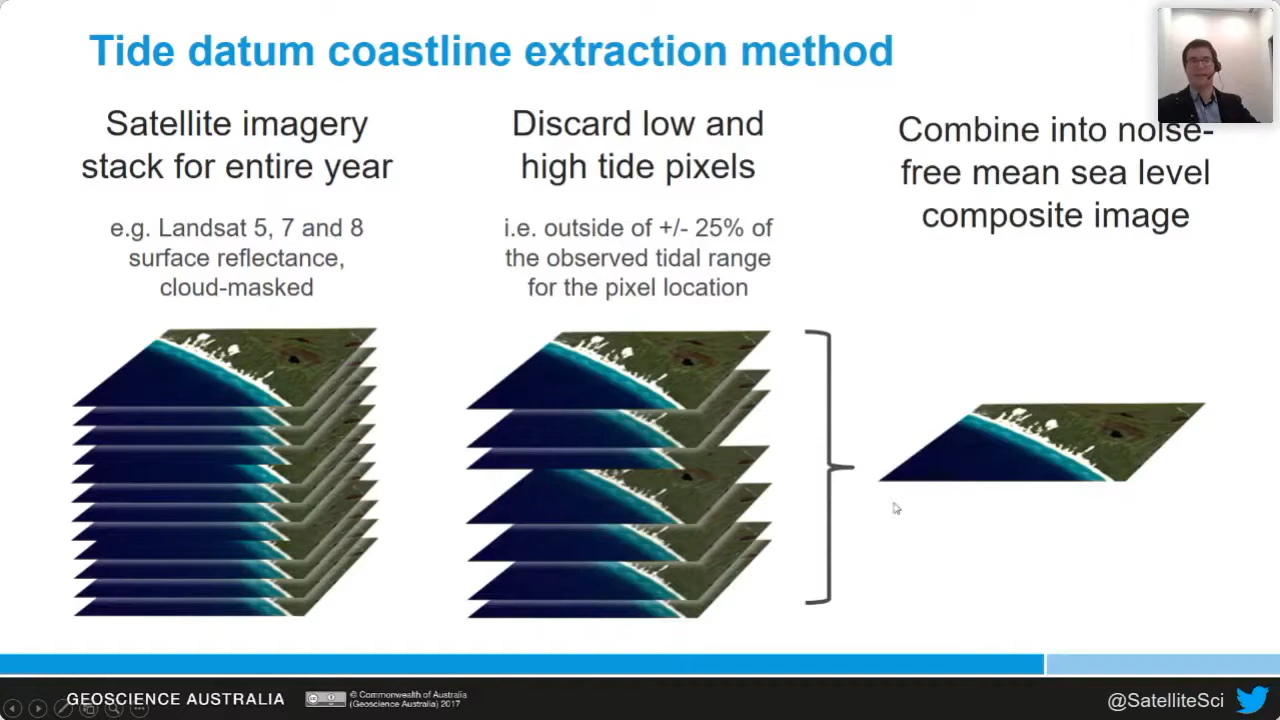 Tide datum coastline extraction method
Satellite imagery
stack for entire year
e.g. Landsat 5, 7 and 8
surface reflectance,
cloud-masked
Discard low and
high tide pixels
i.e. outside of +/- 25% of
the observed tidal range
for the pixel location
Combine into noise-
free mean sea level
composite image
GEOSCIENCE AUSTRALIA
© Commonwealth of Australia
(Geoscience Australia) 2017
@SatelliteSci